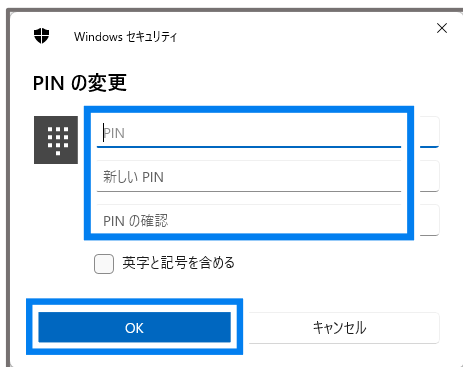 Windows セキュリティ
PIN の変更
PIN
新しい PIN
PIN の確認
英字と記号を含める
OK
キャンセル